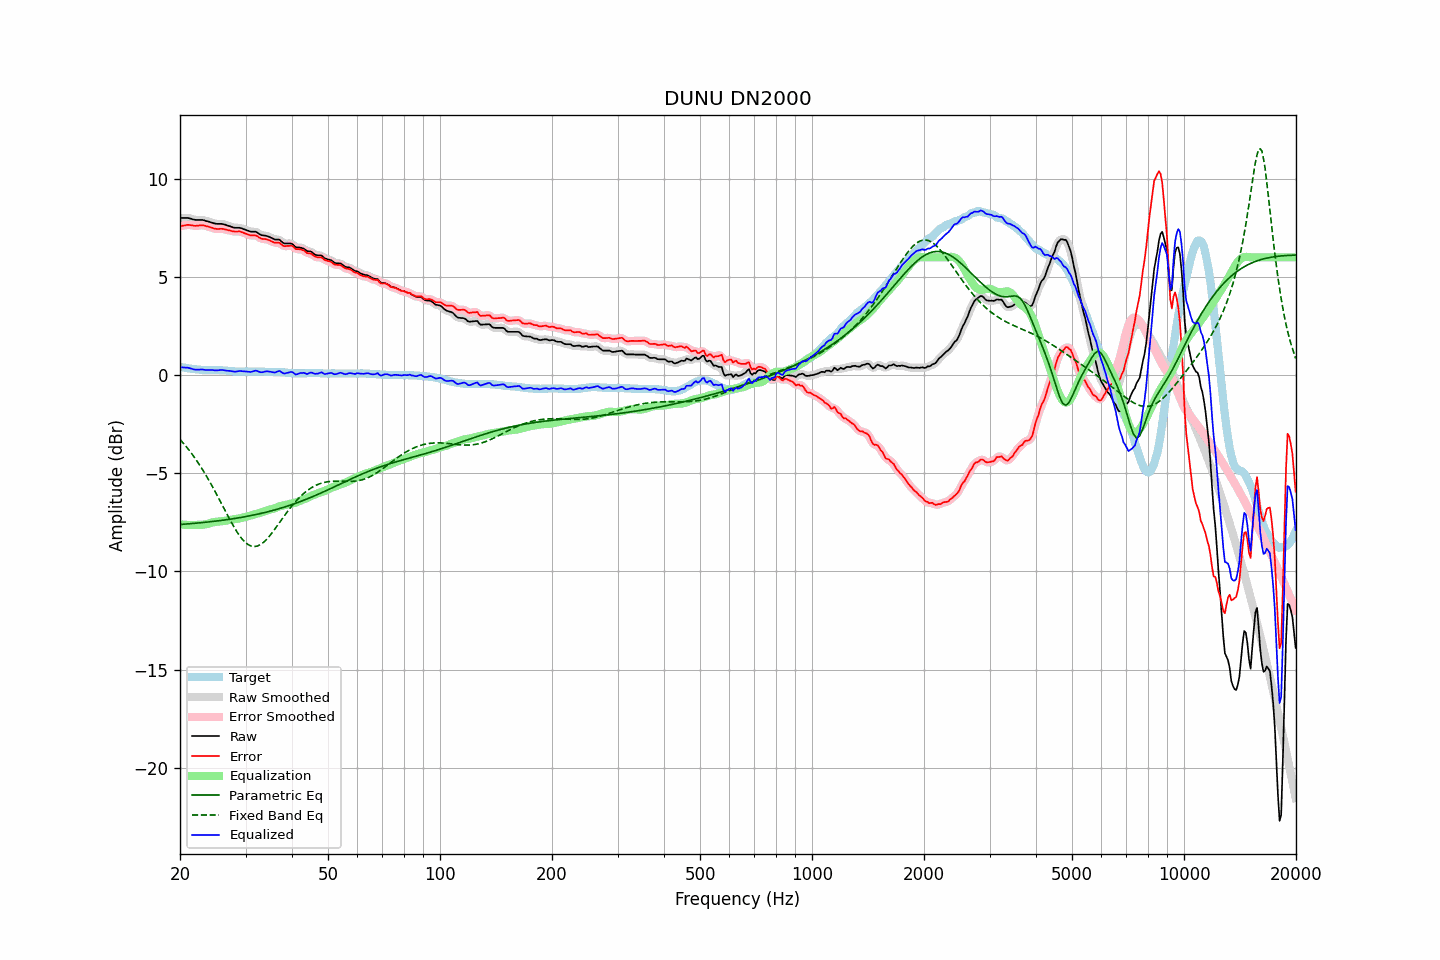 DUNU DN2000
Amplitude (dBr)
10
5
0
−5
−10
−15
−20
Target
Raw Smoothed
Error Smoothed
Raw
Error
Equalization
Parametric Eq
Fixed Band Eq
Equalized
20 50 100 200 500 1000 2000 5000 10000 20000
Frequency (Hz)